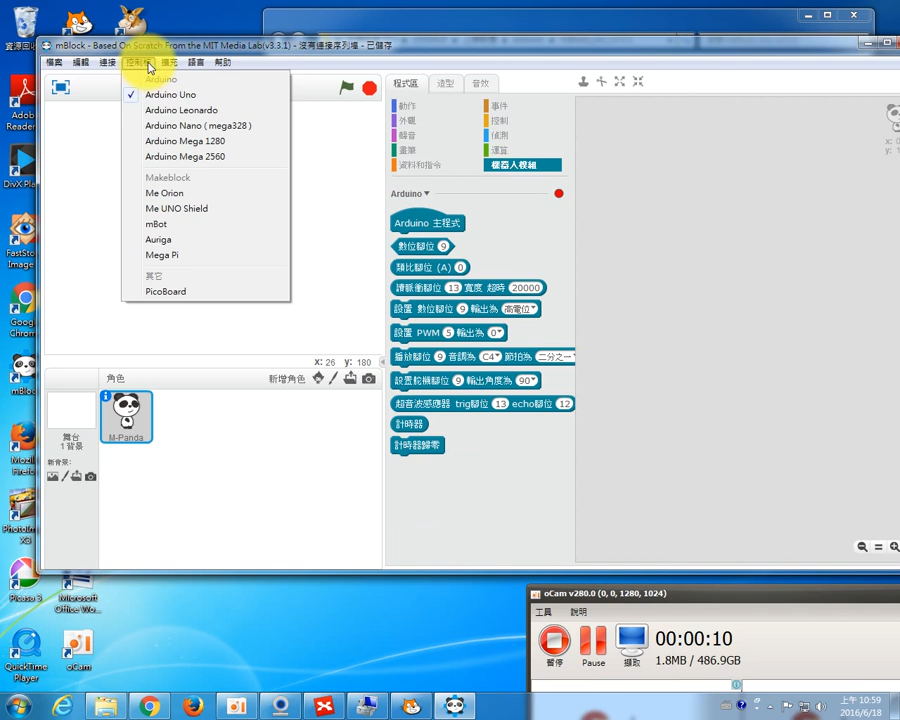 mBlock - Based On Scratch From the MIT Media Lab(v3.3.1) - 沒有連接序列埠 - 已儲存
檔案 編輯 連接 控制板 擴充 語言 幫助
Arduino
Arduino Uno
Arduino Leonardo
Arduino Nano ( mega328 )
Arduino Mega 1280
Arduino Mega 2560
Makeblock
Me Orion
Me UNO Shield
mBot
Auriga
Mega Pi
其它
PicoBoard
程式區 造型 音效
動作 事件
外觀 控制
聲音 偵測
畫筆 運算
資料和指令 機器人模組
Arduino
Arduino 主程式
數位腳位 9
類比腳位 (A) 0
讀脈衝腳位 13 寬度 超時 20000
設置 數位腳位 9 輸出為 高電位
設置 PWM 5 輸出為 0
播放腳位 9 音調為 C4 節拍為 二分之一
設置舵機腳位 9 輸出角度為 90
超音波感應器 trig腳位 13 echo腳位 12
計時器
計時器歸零
x: 26 y: 180
角色 新增角色
M-Panda
舞台
1 背景
新背景:
資源回收
Adobe
Reader
DivX
FastSto
Image
Google
Chrom
mBlock
Mozil
Firef
PhotoIm
X3
Picasa 3
Microsoft
Office Wo...
QuickTime
Player
oCam
oCam v280.0 (0, 0, 1280, 1024)
工具 說明
00:00:10
1.8MB / 486.9GB
暫停 Pause 擷取
上午 10:59
2016/6/18